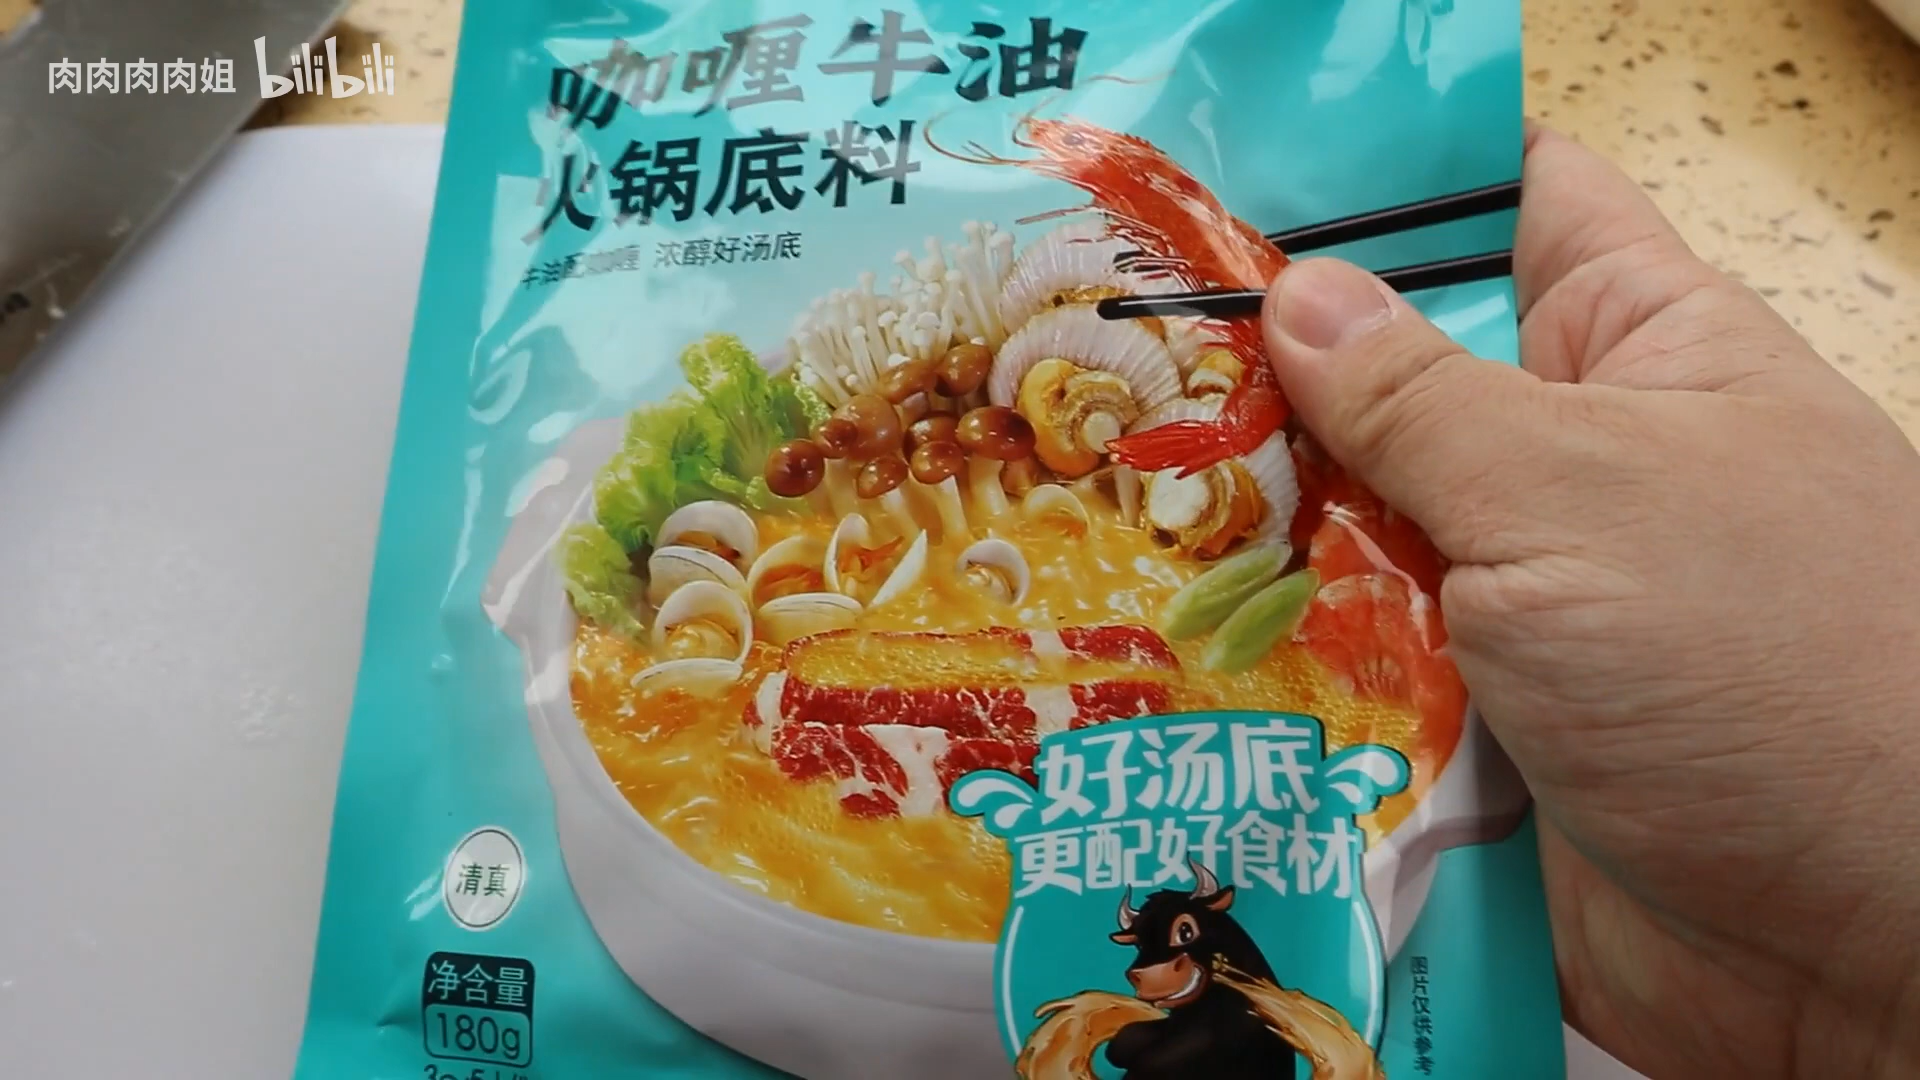 肉肉肉肉姐 bilibili
咖喱牛油
火锅底料
牛油配咖喱 浓醇好汤底
好汤底
更配好食材
清真
净含量
180g
图片仅供参考